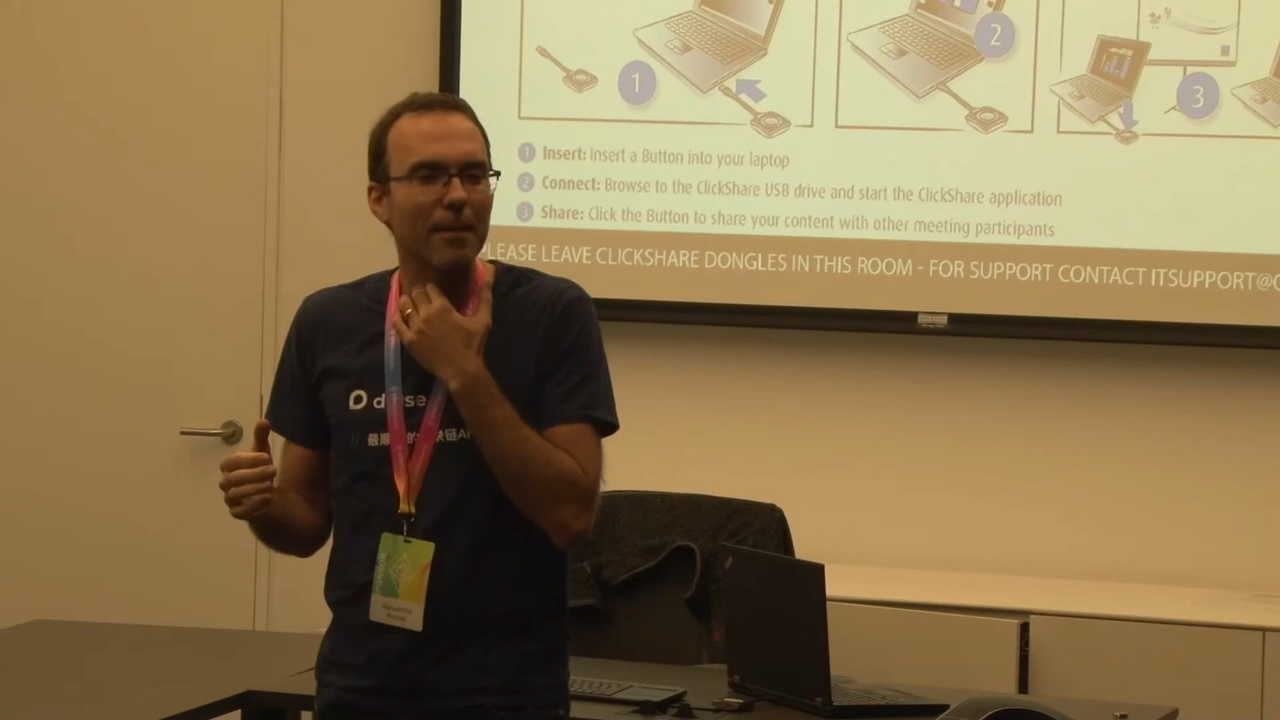 1
2
3
1 Insert: Insert a Button into your laptop
2 Connect: Browse to the ClickShare USB drive and start the ClickShare application
3 Share: Click the Button to share your content with other meeting participants
PLEASE LEAVE CLICKSHARE DONGLES IN THIS ROOM - FOR SUPPORT CONTACT ITSUPPORT@